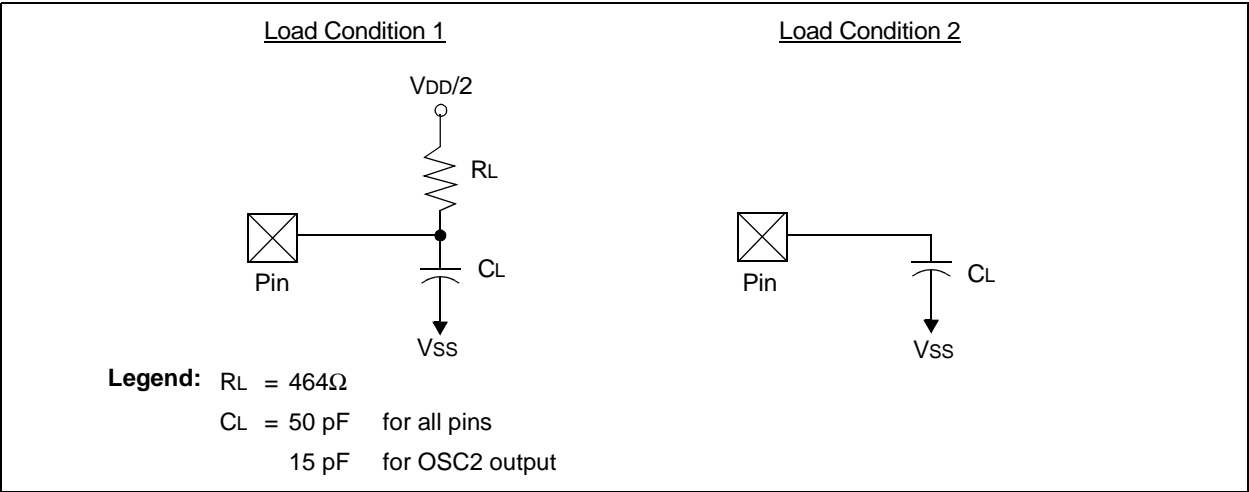 Load Condition 1
Load Condition 2
VDD/2
RL
Pin
CL
VSS
Pin
CL
VSS
Legend: RL = 464Ω
CL = 50 pF for all pins
15 pF for OSC2 output